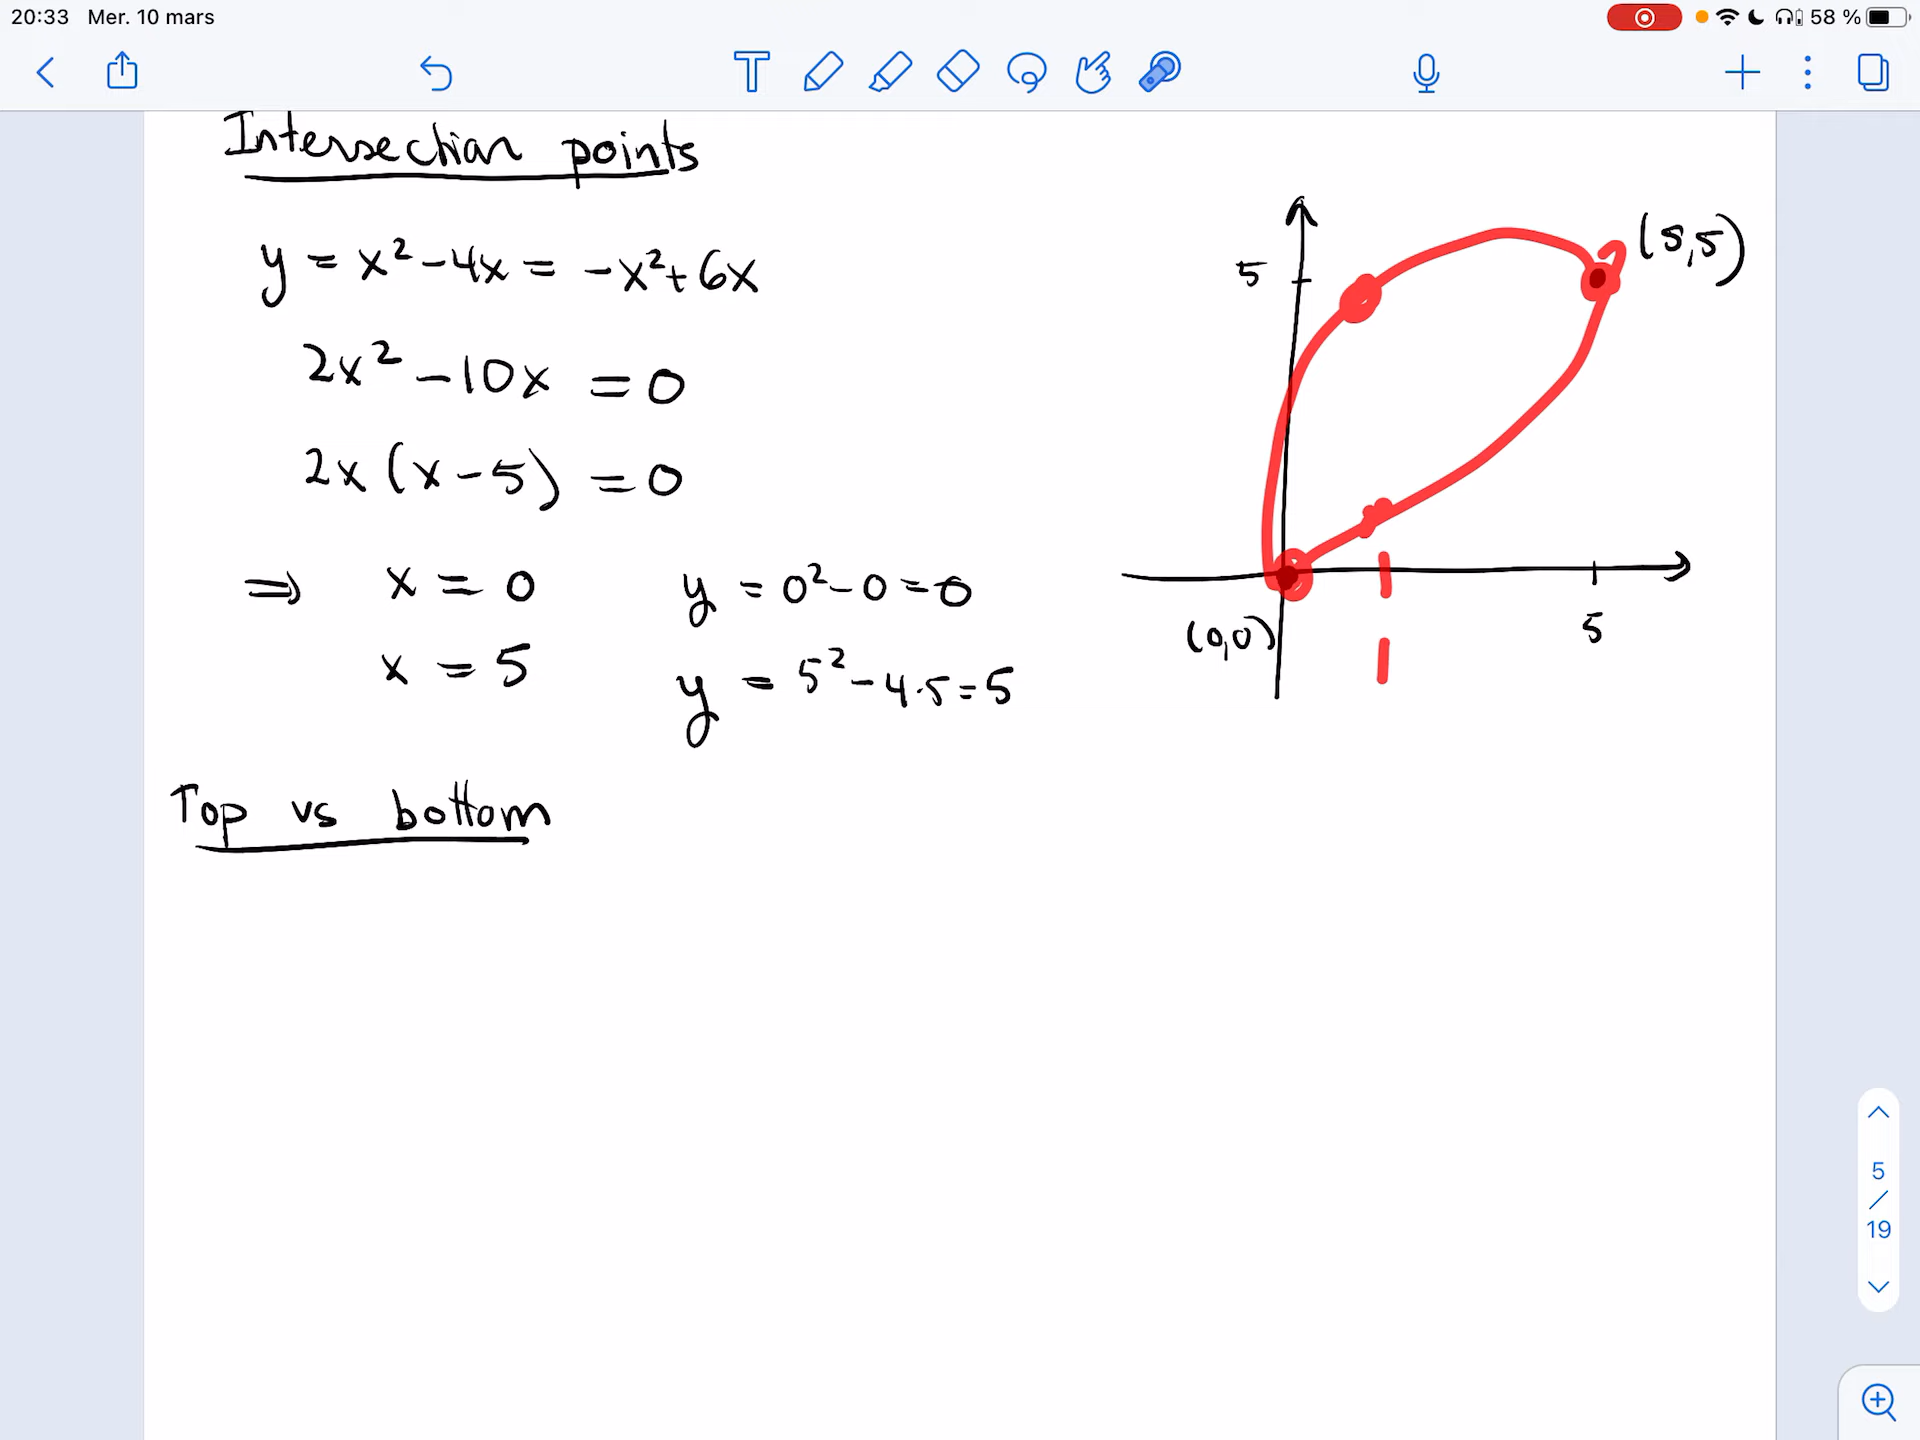 20:33 Mer. 10 mars 58 %
Intersection points
y = x² - 4x = -x² + 6x
2x² - 10x = 0
2x (x - 5) = 0
⇒ x = 0 y = 0² - 0 = 0
x = 5 y = 5² - 4·5 = 5
Top vs bottom
5
(5,5)
(0,0)
5
1
5
/
19